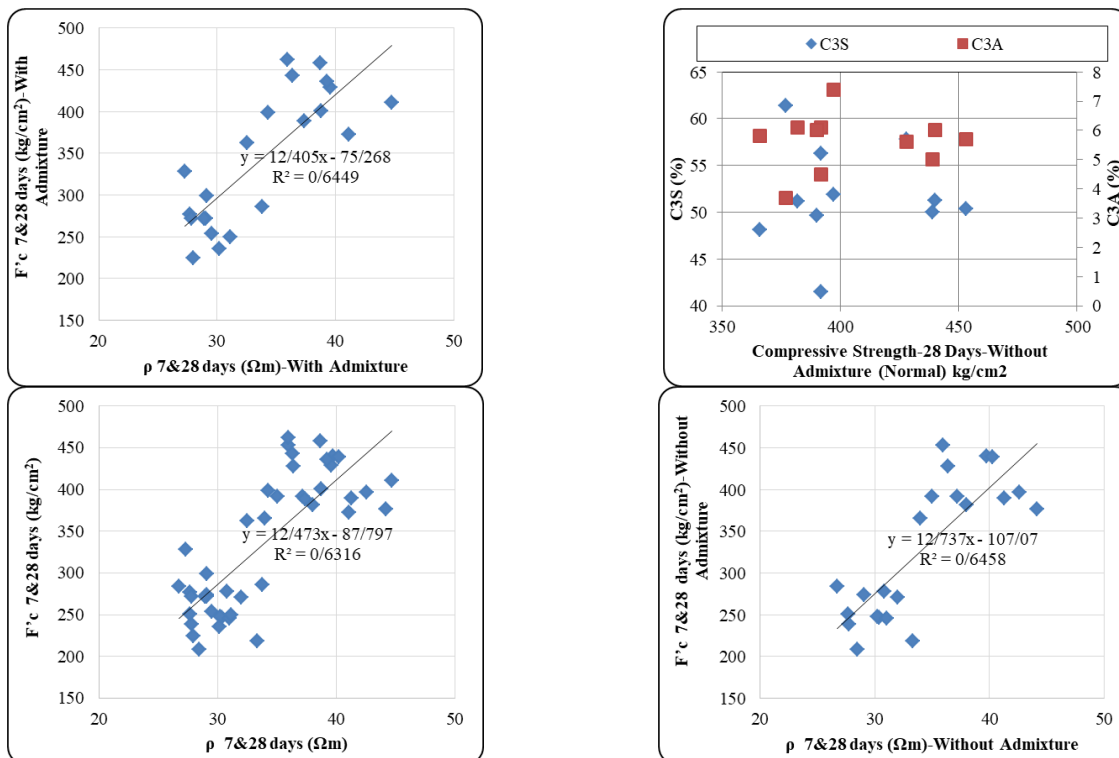 500
450
400
350
300
250
200
150
20
30
40
50
F'c 7&28 days (kg/cm²)-With
Admixture
y = 12/405x - 75/268
R² = 0/6449
ρ 7&28 days (Ωm)-With Admixture
C3S
C3A
65
60
55
50
45
40
8
7
6
5
4
3
2
1
0
350
400
450
500
C3S (%)
C3A (%)
Compressive Strength-28 Days-Without
Admixture (Normal) kg/cm2
500
450
400
350
300
250
200
150
20
30
40
50
F'c 7&28 days (kg/cm²)
y = 12/473x - 87/797
R² = 0/6316
ρ 7&28 days (Ωm)
500
450
400
350
300
250
200
150
20
30
40
50
F'c 7&28 days (kg/cm²)-Without
Admixture
y = 12/737x - 107/07
R² = 0/6458
ρ 7&28 days (Ωm)-Without Admixture